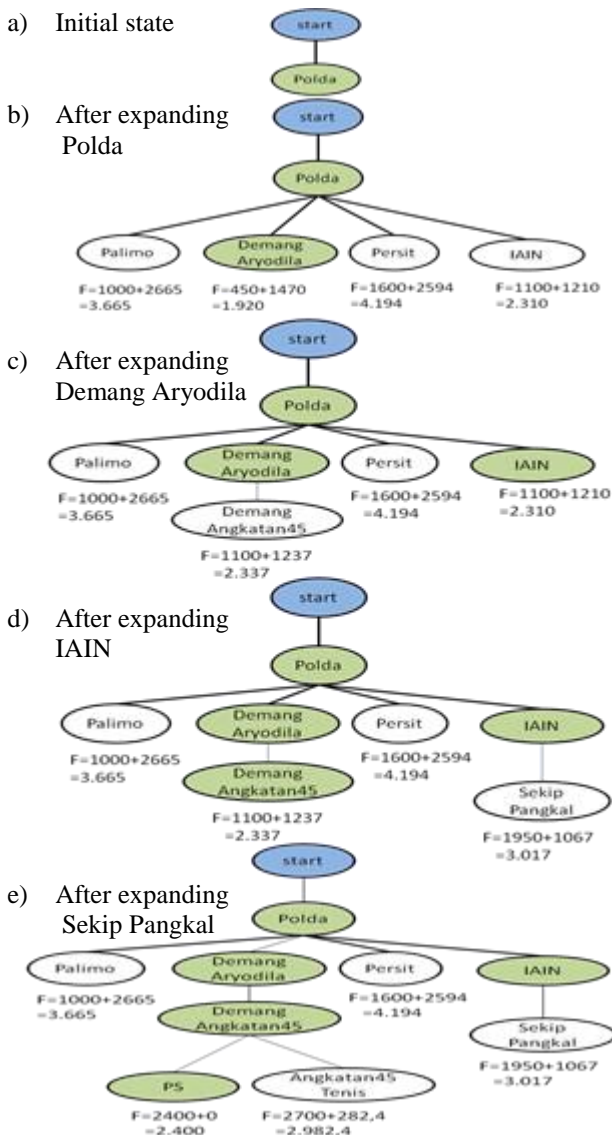 a) Initial state
start
Polda
b) After expanding
Polda
start
Polda
Palimo
Demang
Aryodila
Persit
IAIN
F=1000+2665
=3.665
F=450+1470
=1.920
F=1600+2594
=4.194
F=1100+1210
=2.310
c) After expanding
Demang Aryodila
start
Polda
Palimo
Demang
Aryodila
Persit
IAIN
F=1000+2665
=3.665
Demang
Angkatan45
F=1600+2594
=4.194
F=1100+1210
=2.310
F=1100+1237
=2.337
d) After expanding
IAIN
start
Polda
Palimo
Demang
Aryodila
Persit
IAIN
F=1000+2665
=3.665
Demang
Angkatan45
F=1600+2594
=4.194
Sekip
Pangkal
F=1100+1237
=2.337
F=1950+1067
=3.017
e) After expanding
Sekip Pangkal
start
Polda
Palimo
Demang
Aryodila
Persit
IAIN
F=1000+2665
=3.665
Demang
Angkatan45
F=1600+2594
=4.194
Sekip
Pangkal
F=1950+1067
=3.017
PS
Angkatan45
Tenis
F=2400+0
=2.400
F=2700+282,4
=2.982,4